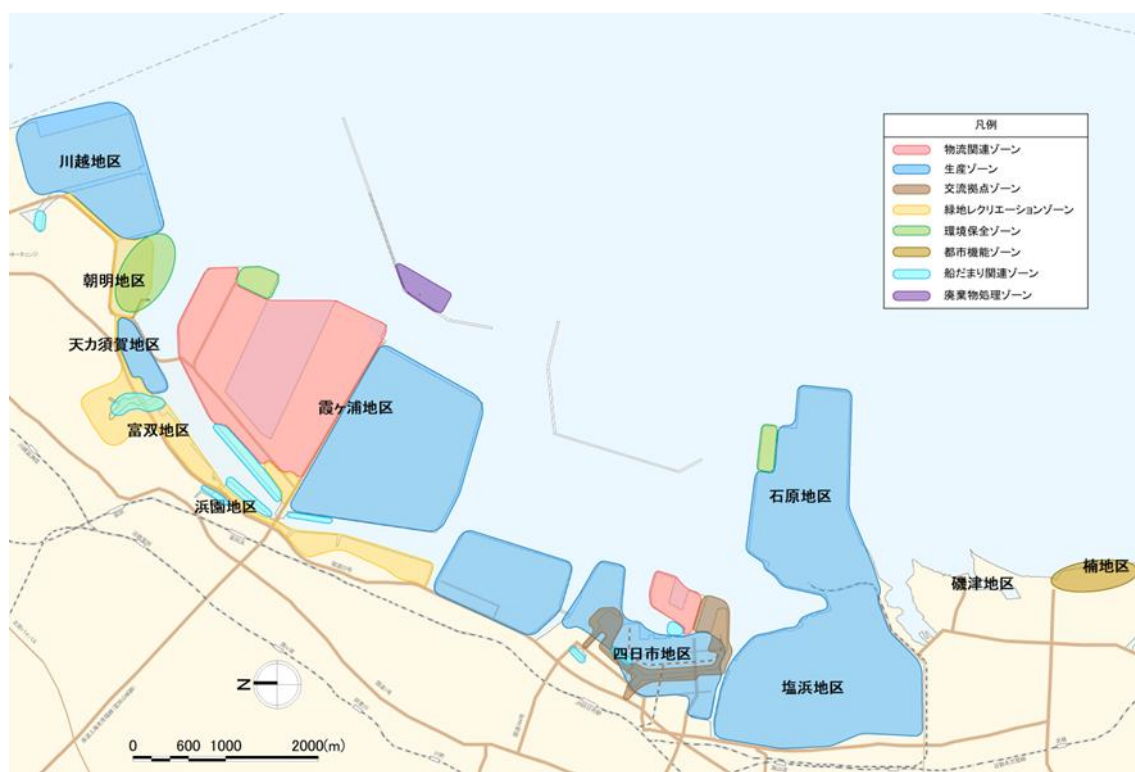 凡例
物流関連ゾーン
生産ゾーン
交流拠点ゾーン
緑地レクリエーションゾーン
環境保全ゾーン
都市機能ゾーン
船だまり関連ゾーン
廃棄物処理ゾーン
川越地区
朝明地区
天カ須賀地区
富双地区
霞ヶ浦地区
浜園地区
石原地区
磯津地区
楠地区
四日市地区
塩浜地区
N
0 600 1000 2000(m)